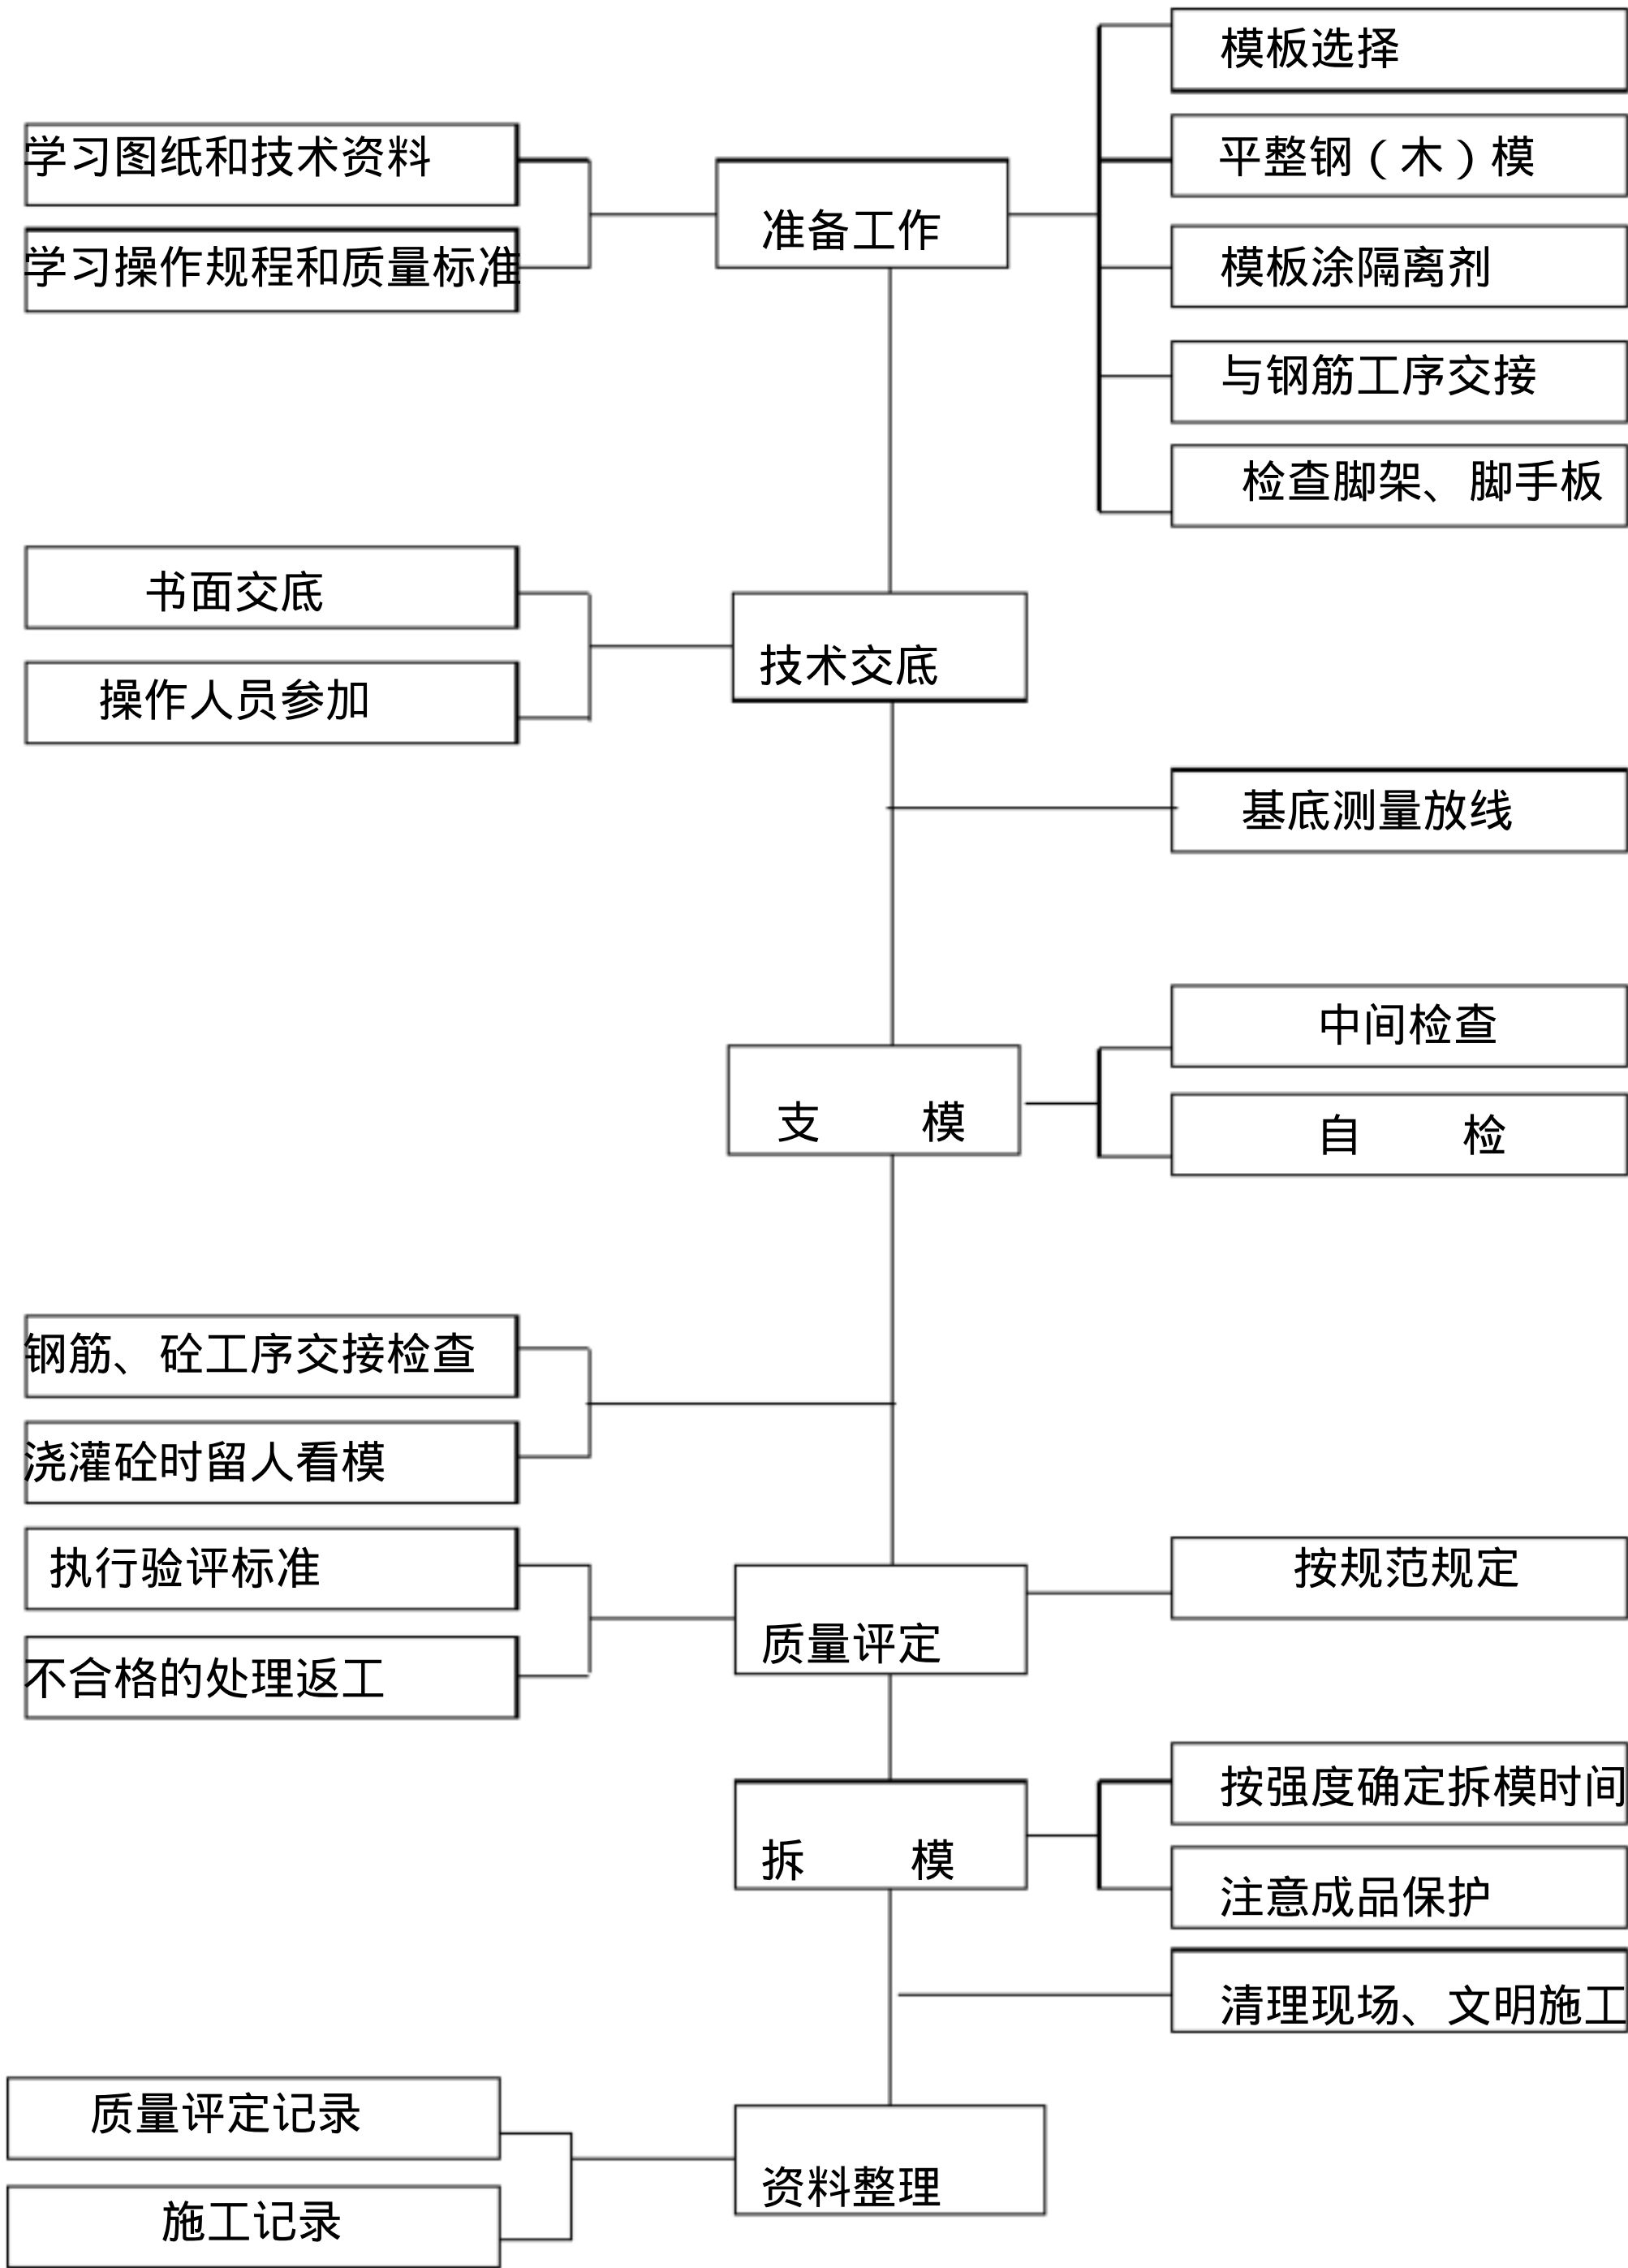 模板选择
学习图纸和技术资料
平整钢（木）模
准备工作
学习操作规程和质量标准
模板涂隔离剂
与钢筋工序交接
检查脚架、脚手板
书面交底
技术交底
操作人员参加
基底测量放线
中间检查
支 模
自 检
钢筋、砼工序交接检查
浇灌砼时留人看模
执行验评标准
按规范规定
质量评定
不合格的处理返工
按强度确定拆模时间
拆 模
注意成品保护
清理现场、文明施工
质量评定记录
资料整理
施工记录